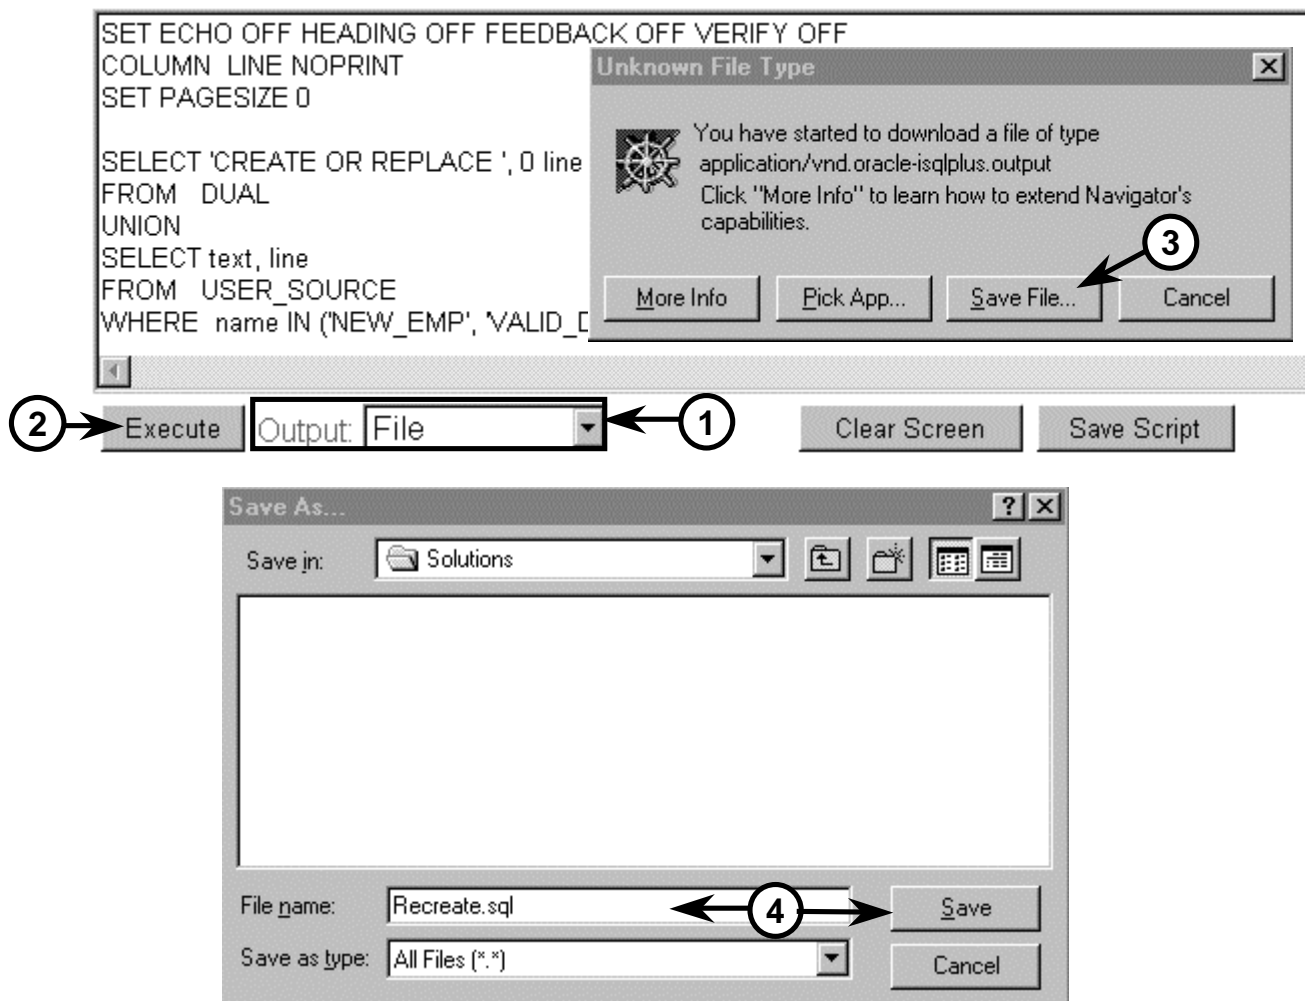 SET ECHO OFF HEADING OFF FEEDBACK OFF VERIFY OFF
COLUMN  LINE NOPRINT
SET PAGESIZE 0
SELECT 'CREATE OR REPLACE ', 0 line
FROM   DUAL
UNION
SELECT text, line
FROM   USER_SOURCE
WHERE  name IN ('NEW_EMP', 'VALID_D
Unknown File Type
You have started to download a file of type
application/vnd.oracle-isqlplus.output
Click "More Info" to learn how to extend Navigator's
capabilities.
3
More Info Pick App... Save File... Cancel
2 Execute Output: File 1 Clear Screen Save Script
Save As...
Save in: Solutions
File name: Recreate.sql 4 Save
Save as type: All Files (*.*) Cancel